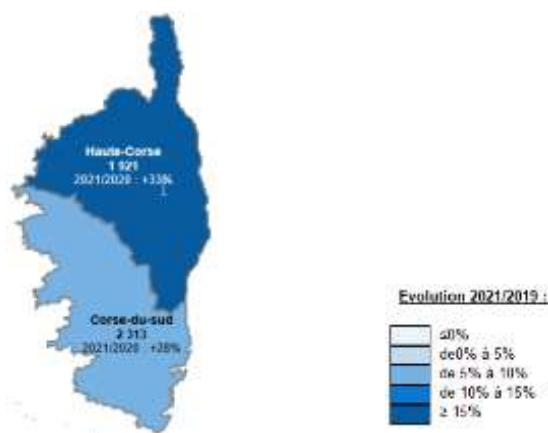 Haute-Corse
1 921
2021/2020 : +33%
Corse-du-sud
2 313
2021/2020 : +28%
Evolution 2021/2019 :
≤0%
de0% à 5%
de 5% à 10%
de 10% à 15%
≥ 15%